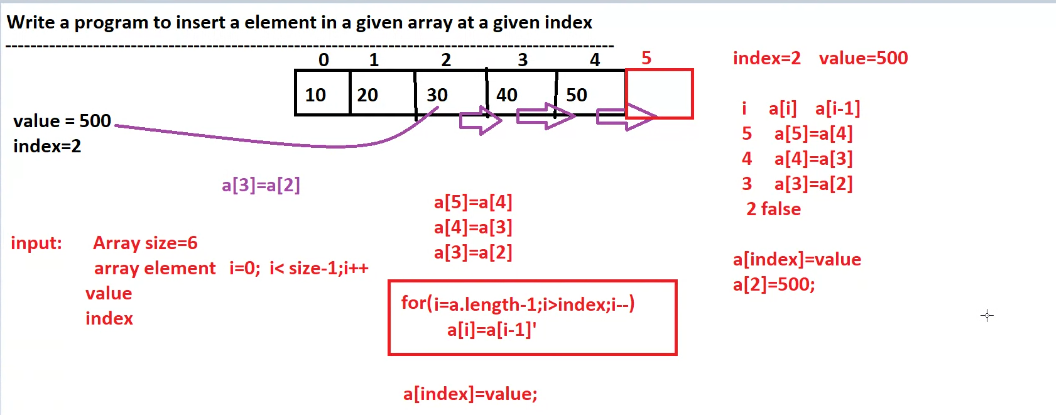 Write a program to insert a element in a given array at a given index
-----------------------------------------------------------------------
0 1 2 3 4 5
10 20 30 40 50
value = 500
index=2
a[3]=a[2]
input: Array size=6
array element i=0; i< size-1;i++
value
index
a[5]=a[4]
a[4]=a[3]
a[3]=a[2]
for(i=a.length-1;i>index;i--)
a[i]=a[i-1]'
a[index]=value;
index=2 value=500
i a[i] a[i-1]
5 a[5]=a[4]
4 a[4]=a[3]
3 a[3]=a[2]
2 false
a[index]=value
a[2]=500;